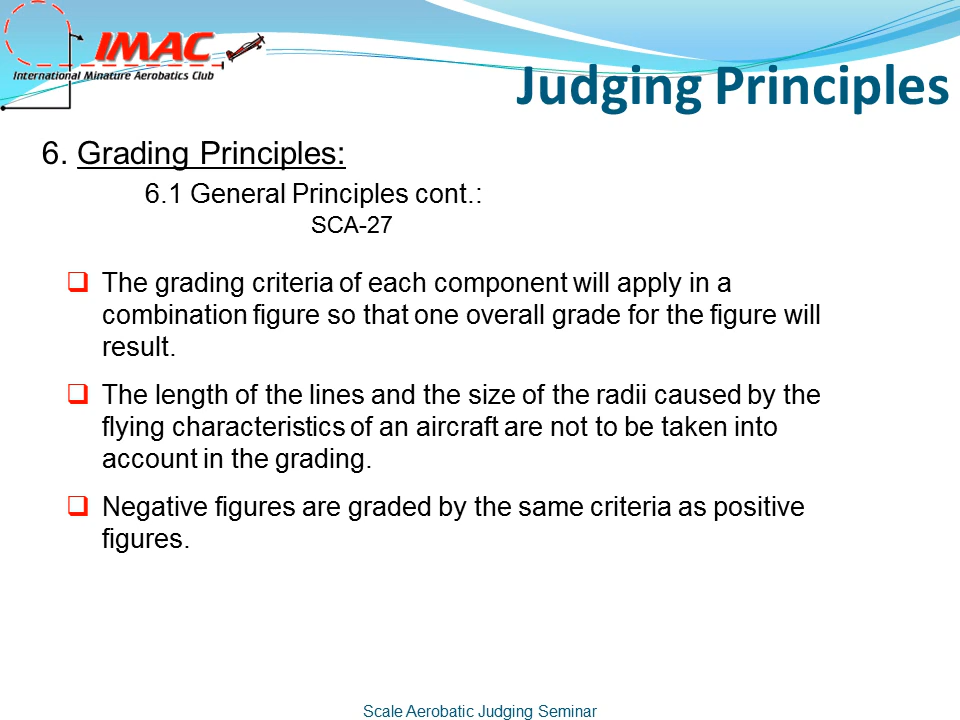 IMAC
International Minature Aerobatics Club
Judging Principles
6. Grading Principles:
6.1 General Principles cont.:
SCA-27
The grading criteria of each component will apply in a
combination figure so that one overall grade for the figure will
result.
The length of the lines and the size of the radii caused by the
flying characteristics of an aircraft are not to be taken into
account in the grading.
Negative figures are graded by the same criteria as positive
figures.
Scale Aerobatic Judging Seminar